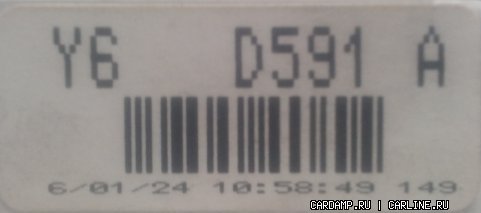 Y6 D591 A
6/01/24 10:58:49 149
CARDAMP.RU | CARLINE.RU